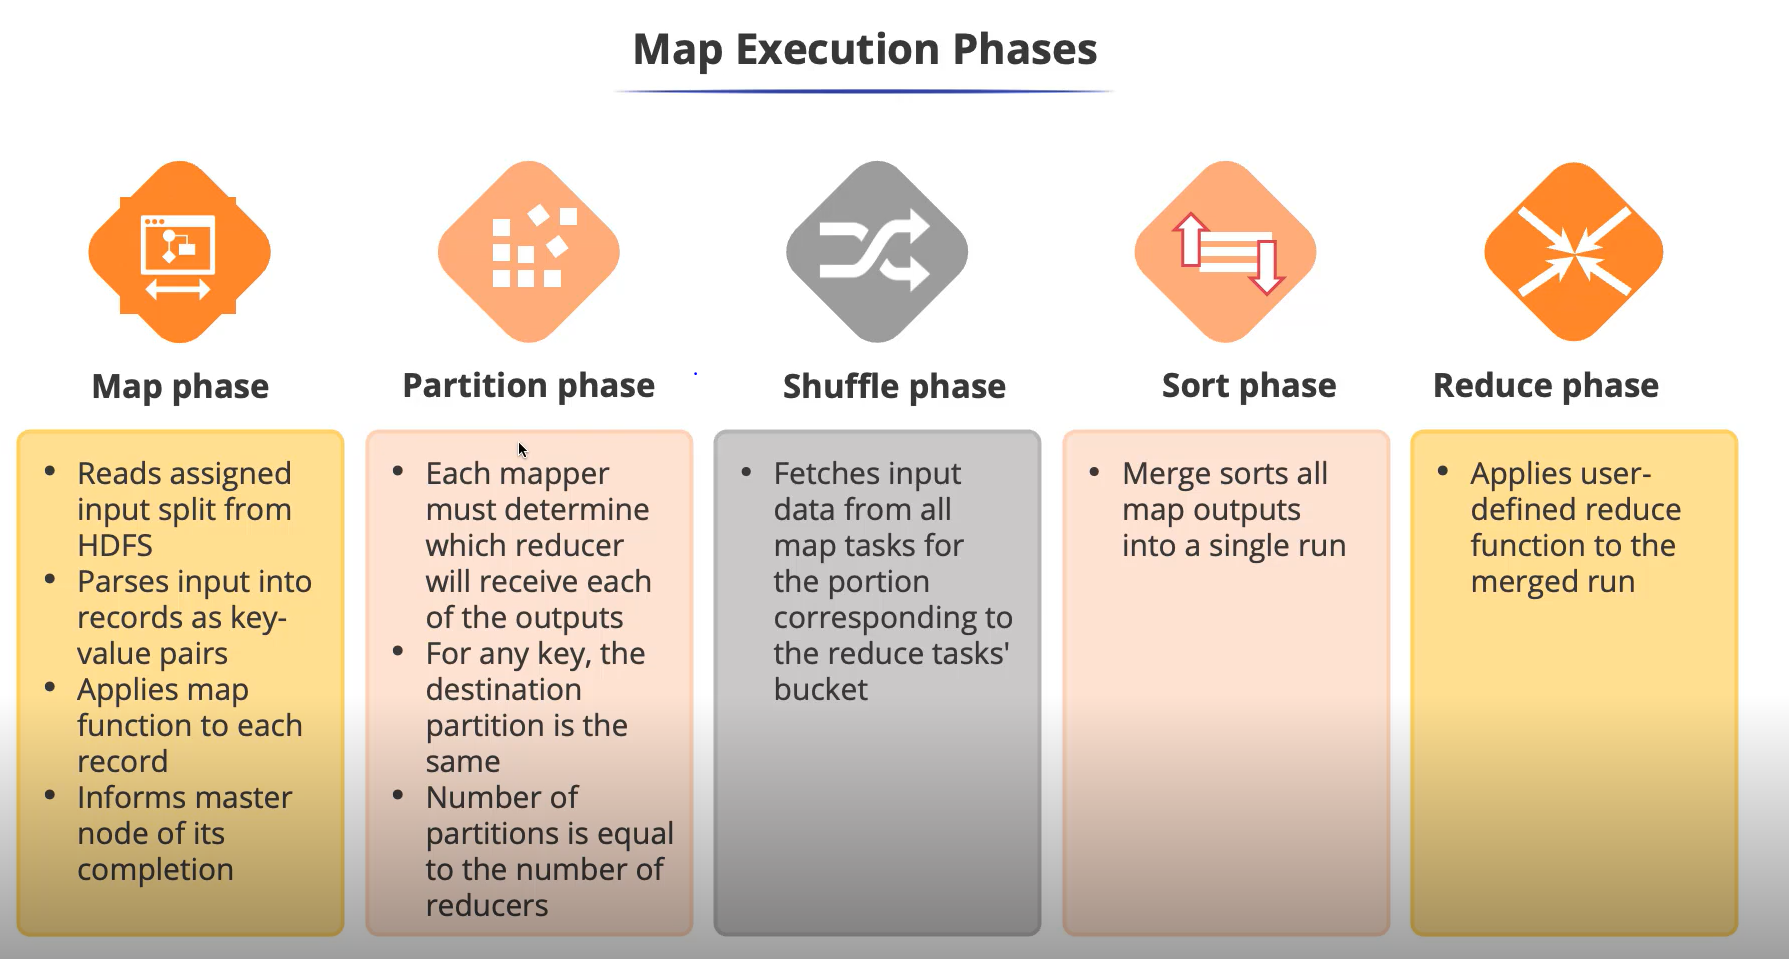 Map Execution Phases
Map phase
Partition phase
Shuffle phase
Sort phase
Reduce phase
• Reads assigned
input split from
HDFS
• Parses input into
records as key-
value pairs
• Applies map
function to each
record
• Informs master
node of its
completion
• Each mapper
must determine
which reducer
will receive each
of the outputs
• For any key, the
destination
partition is the
same
• Number of
partitions is equal
to the number of
reducers
• Fetches input
data from all
map tasks for
the portion
corresponding to
the reduce tasks'
bucket
• Merge sorts all
map outputs
into a single run
• Applies user-
defined reduce
function to the
merged run